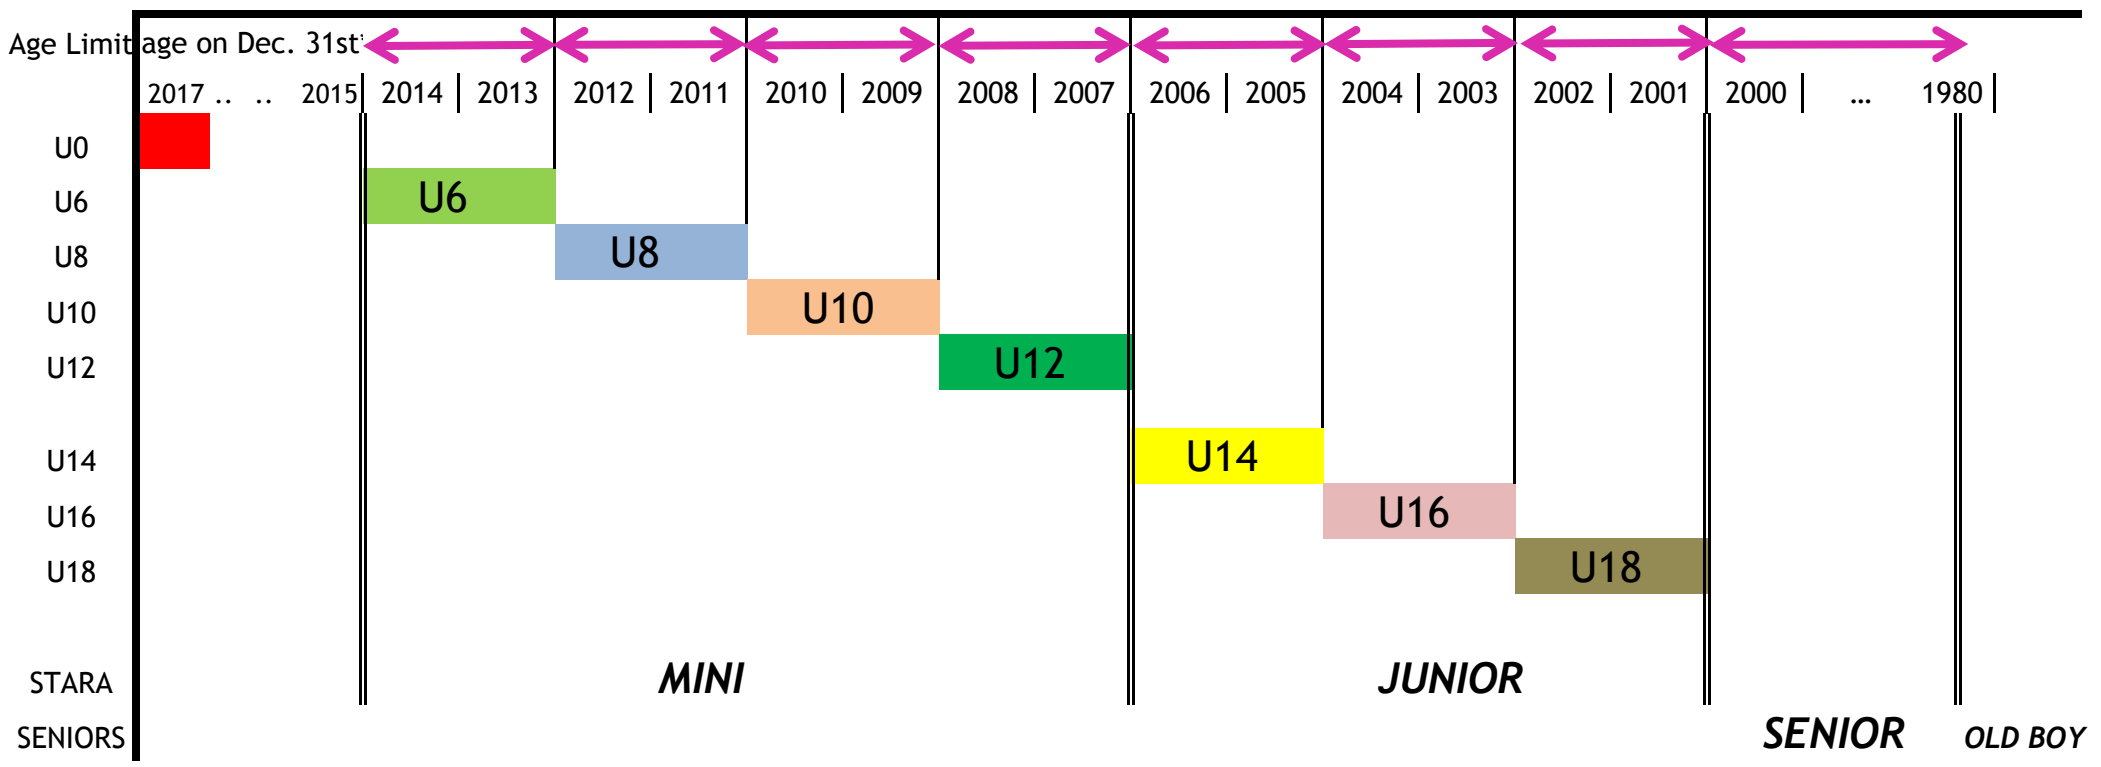 Age Limit age on Dec. 31st'
2017 .. .. 2015 2014 2013 2012 2011 2010 2009 2008 2007 2006 2005 2004 2003 2002 2001 2000 ... 1980
U0
U6 U6
U8 U8
U10 U10
U12 U12
U14 U14
U16 U16
U18 U18
STARA MINI JUNIOR
SENIORS SENIOR OLD BOY